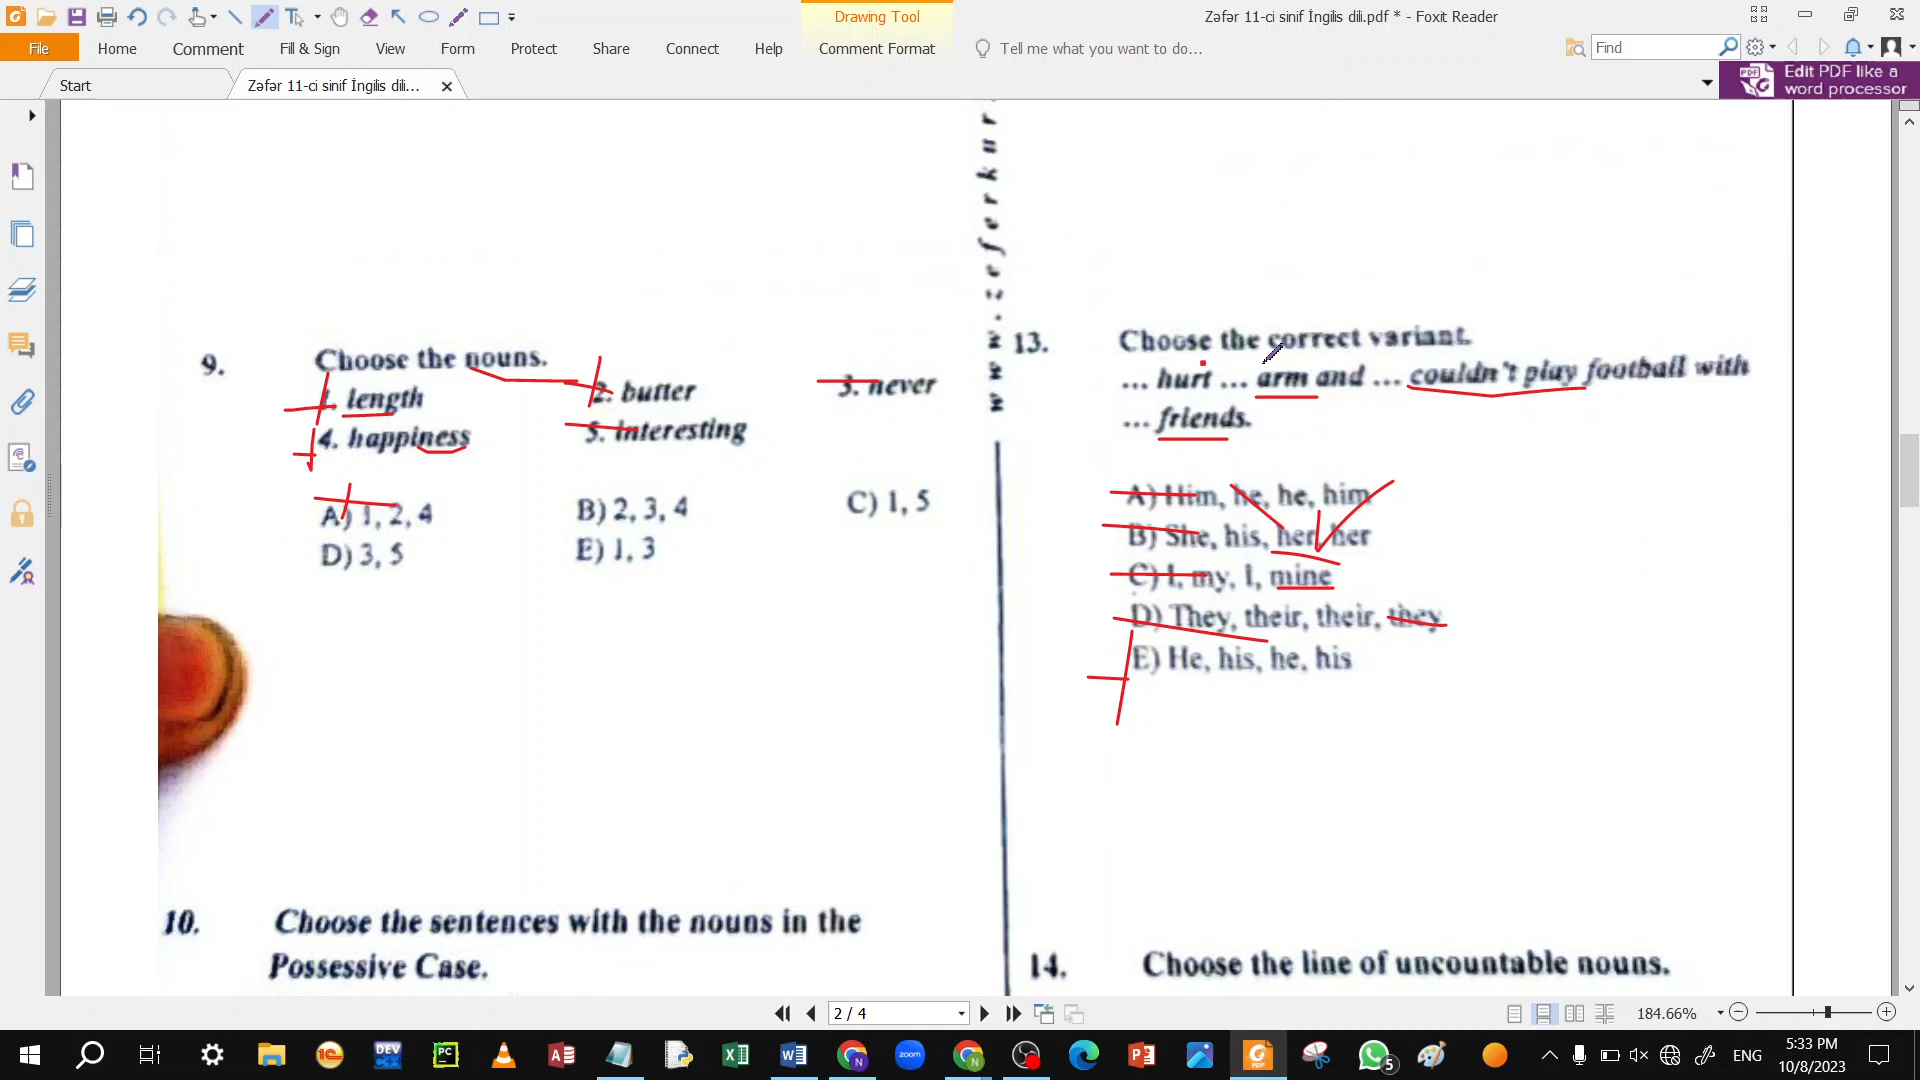 Drawing Tool
Zəfər 11-ci sinif İngilis dili.pdf * - Foxit Reader
File
Home
Comment
Fill & Sign
View
Form
Protect
Share
Connect
Help
Comment Format
Tell me what you want to do...
Find
Start
Zəfər 11-ci sinif İngilis dili...
Edit PDF like a
word processor
www.zeferkur
9.
Choose the nouns.
1. length
2. butter
3. never
4. happiness
5. interesting
A) 1, 2, 4
B) 2, 3, 4
C) 1, 5
D) 3, 5
E) 1, 3
10.
Choose the sentences with the nouns in the
Possessive Case.
13.
Choose the correct variant.
... hurt ... arm and ... couldn't play football with
... friends.
A) Him, he, he, him
B) She, his, her, her
C) I, my, I, mine
D) They, their, their, they
E) He, his, he, his
14.
Choose the line of uncountable nouns.
2 / 4
184.66%
ENG
5:33 PM
10/8/2023
DEV
PC
zoom
5